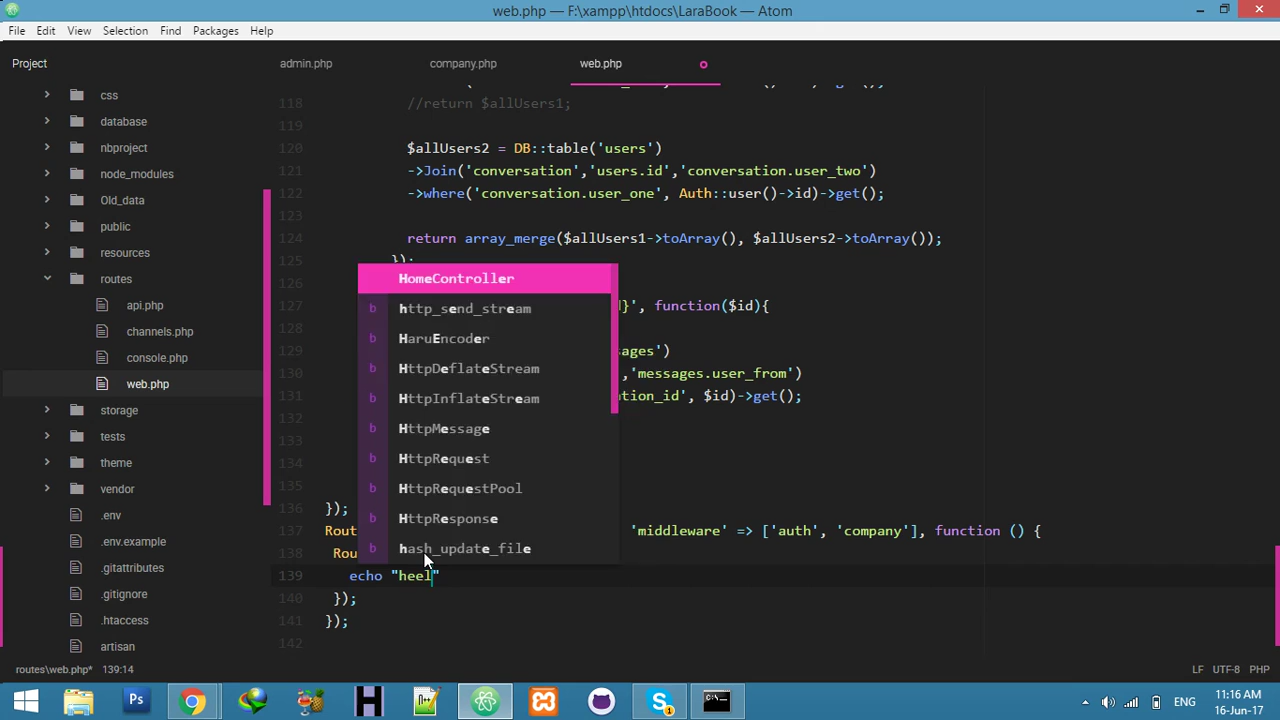 web.php — F:\xampp\htdocs\LaraBook — Atom
File Edit View Selection Find Packages Help
Project
admin.php company.php web.php
css
database
nbproject
node_modules
Old_data
public
resources
routes
api.php
channels.php
console.php
web.php
storage
tests
theme
vendor
.env
.env.example
.gitattributes
.gitignore
.htaccess
artisan
118 //return $allUsers1;
119
120 $allUsers2 = DB::table('users')
121 ->Join('conversation','users.id','conversation.user_two')
122 ->where('conversation.user_one', Auth::user()->id)->get();
123
124 return array_merge($allUsers1->toArray(), $allUsers2->toArray());
125 });
126
127 d}', function($id){
128
129 sages')
130 ,'messages.user_from')
131 ation_id', $id)->get();
132
133
134
135
136 });
137 Rout 'middleware' => ['auth', 'company'], function () {
138 Rou
139 echo "heel"
140 });
141 });
142
HomeController
b http_send_stream
b HaruEncoder
b HttpDeflateStream
b HttpInflateStream
b HttpMessage
b HttpRequest
b HttpRequestPool
b HttpResponse
b hash_update_file
routes\web.php* 139:14 LF UTF-8 PHP
Ps H ENG 11:16 AM
16-Jun-17